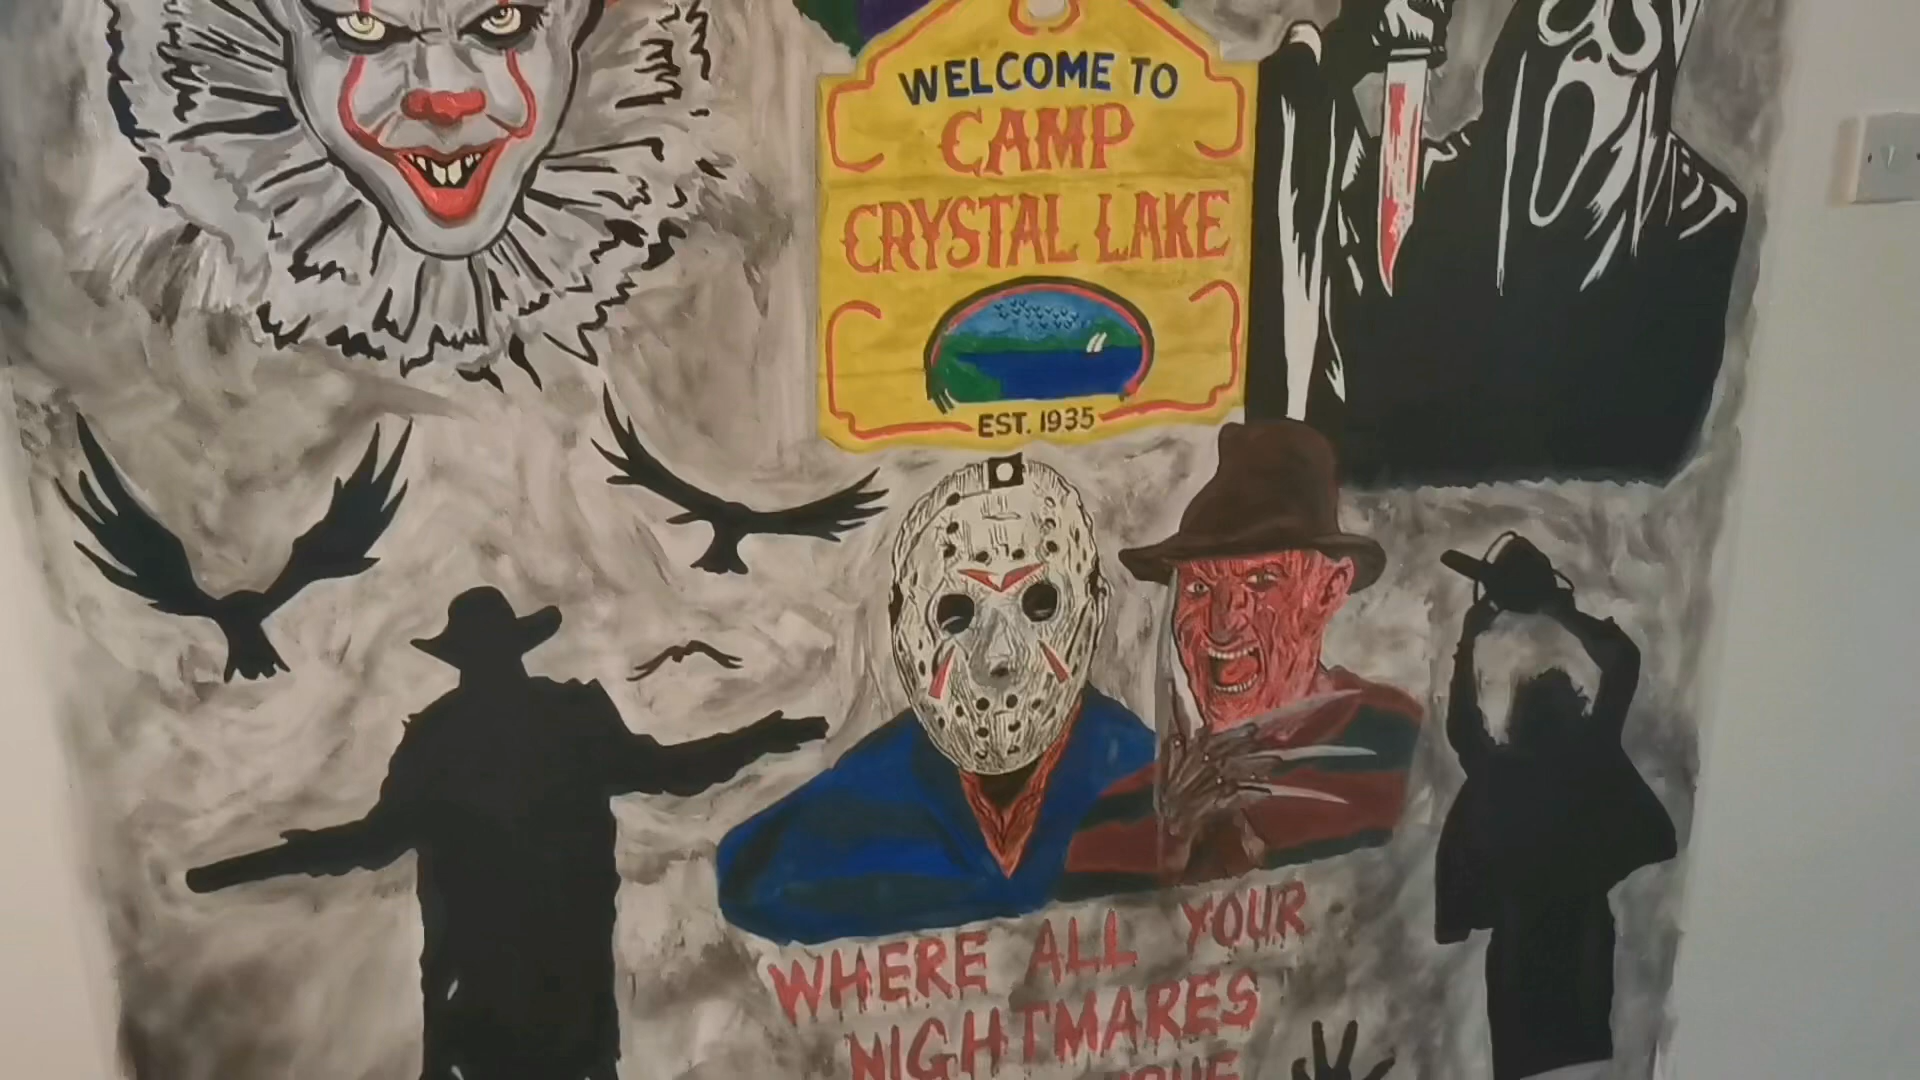 WELCOME TO
CAMP
CRYSTAL LAKE
EST. 1935
WHERE ALL YOUR
NIGHTMARES